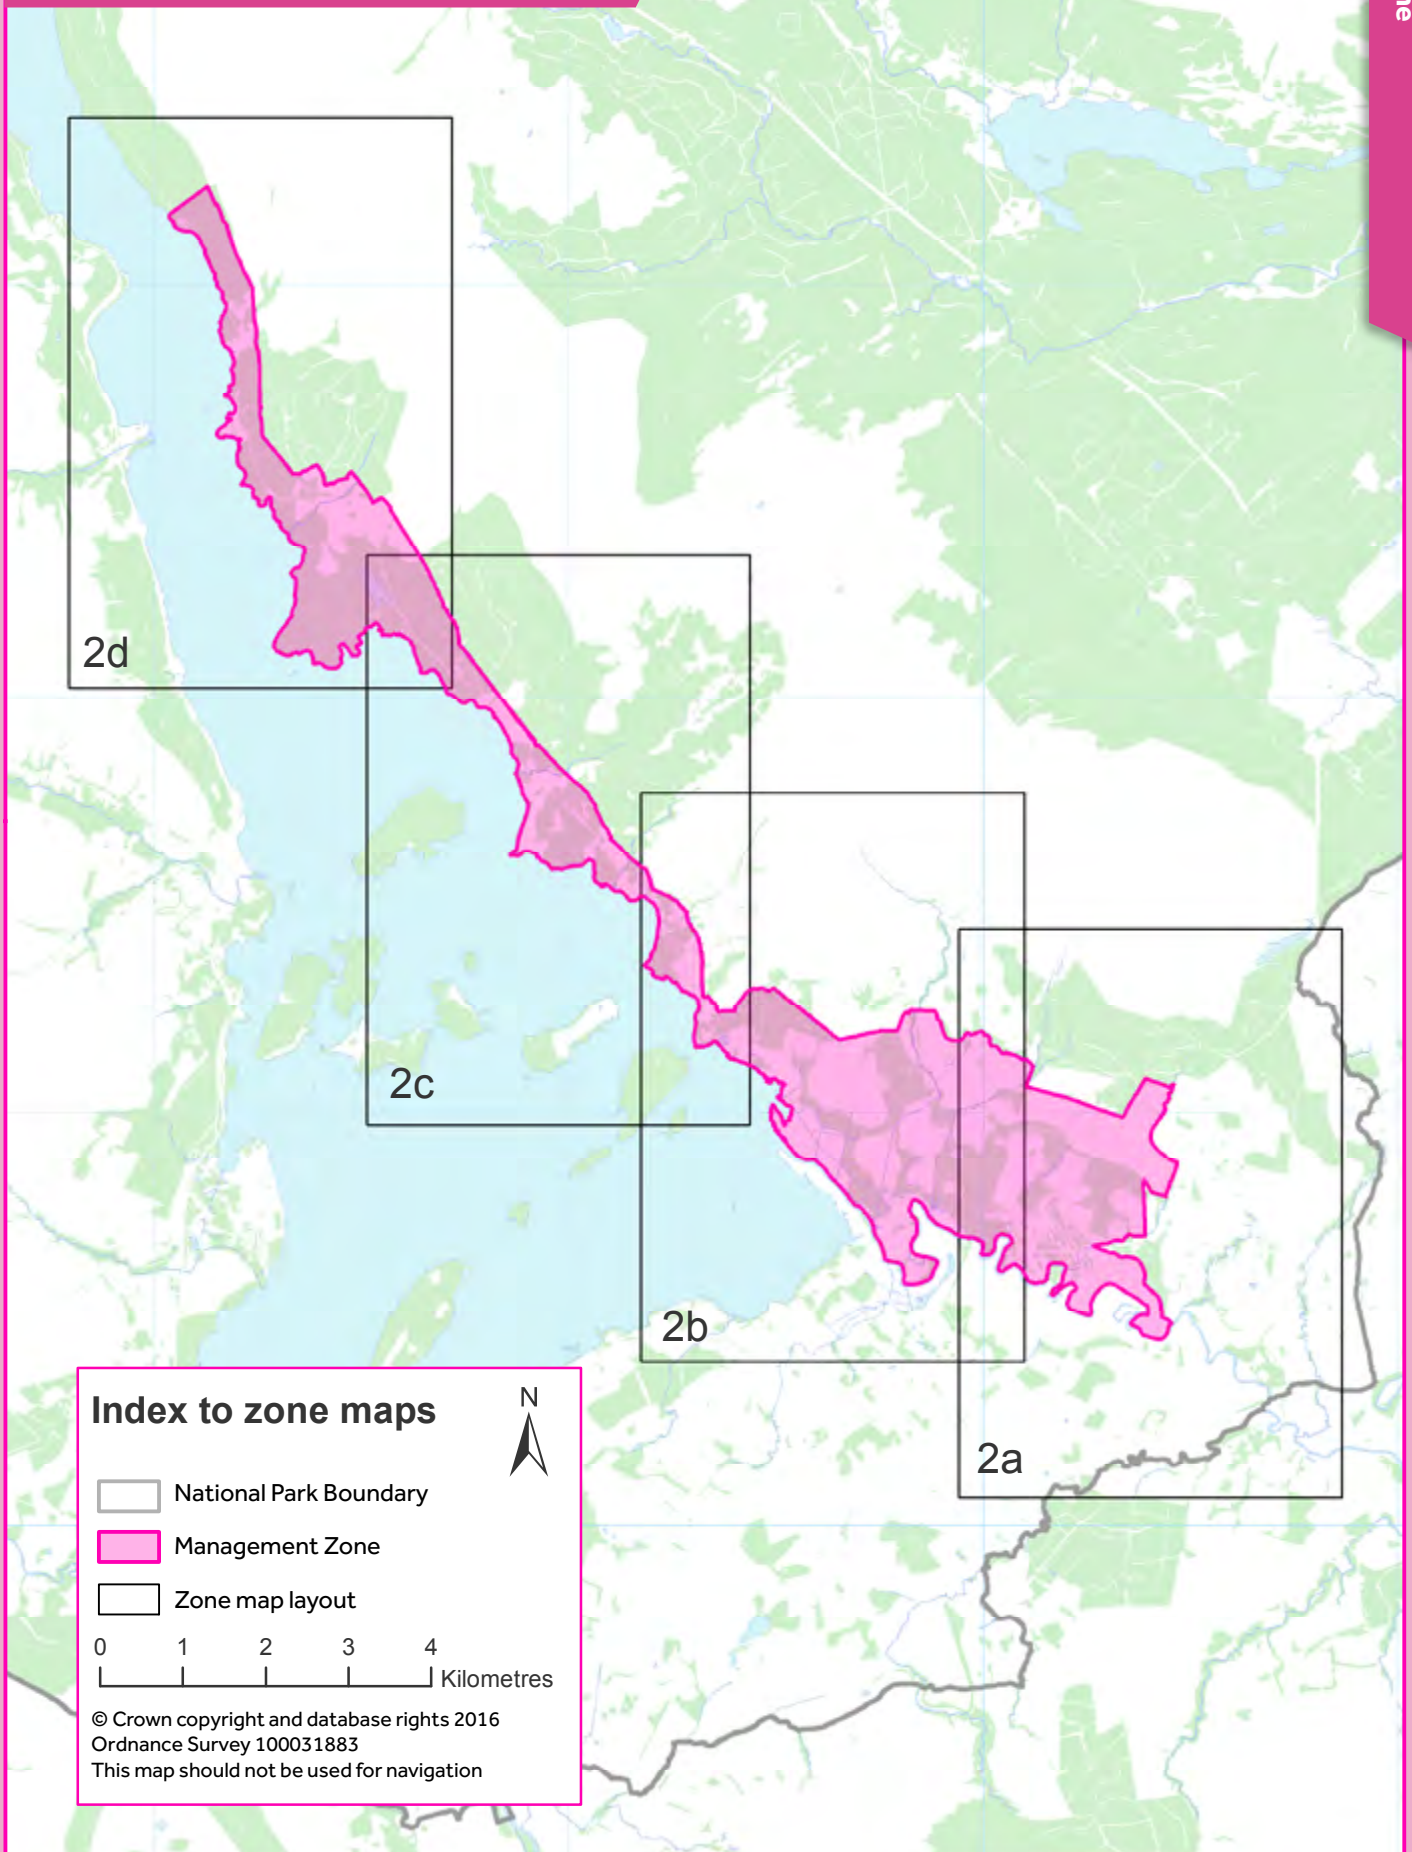 2d
2c
2b
2a
Index to zone maps
N
National Park Boundary
Management Zone
Zone map layout
0 1 2 3 4
Kilometres
© Crown copyright and database rights 2016
Ordnance Survey 100031883
This map should not be used for navigation